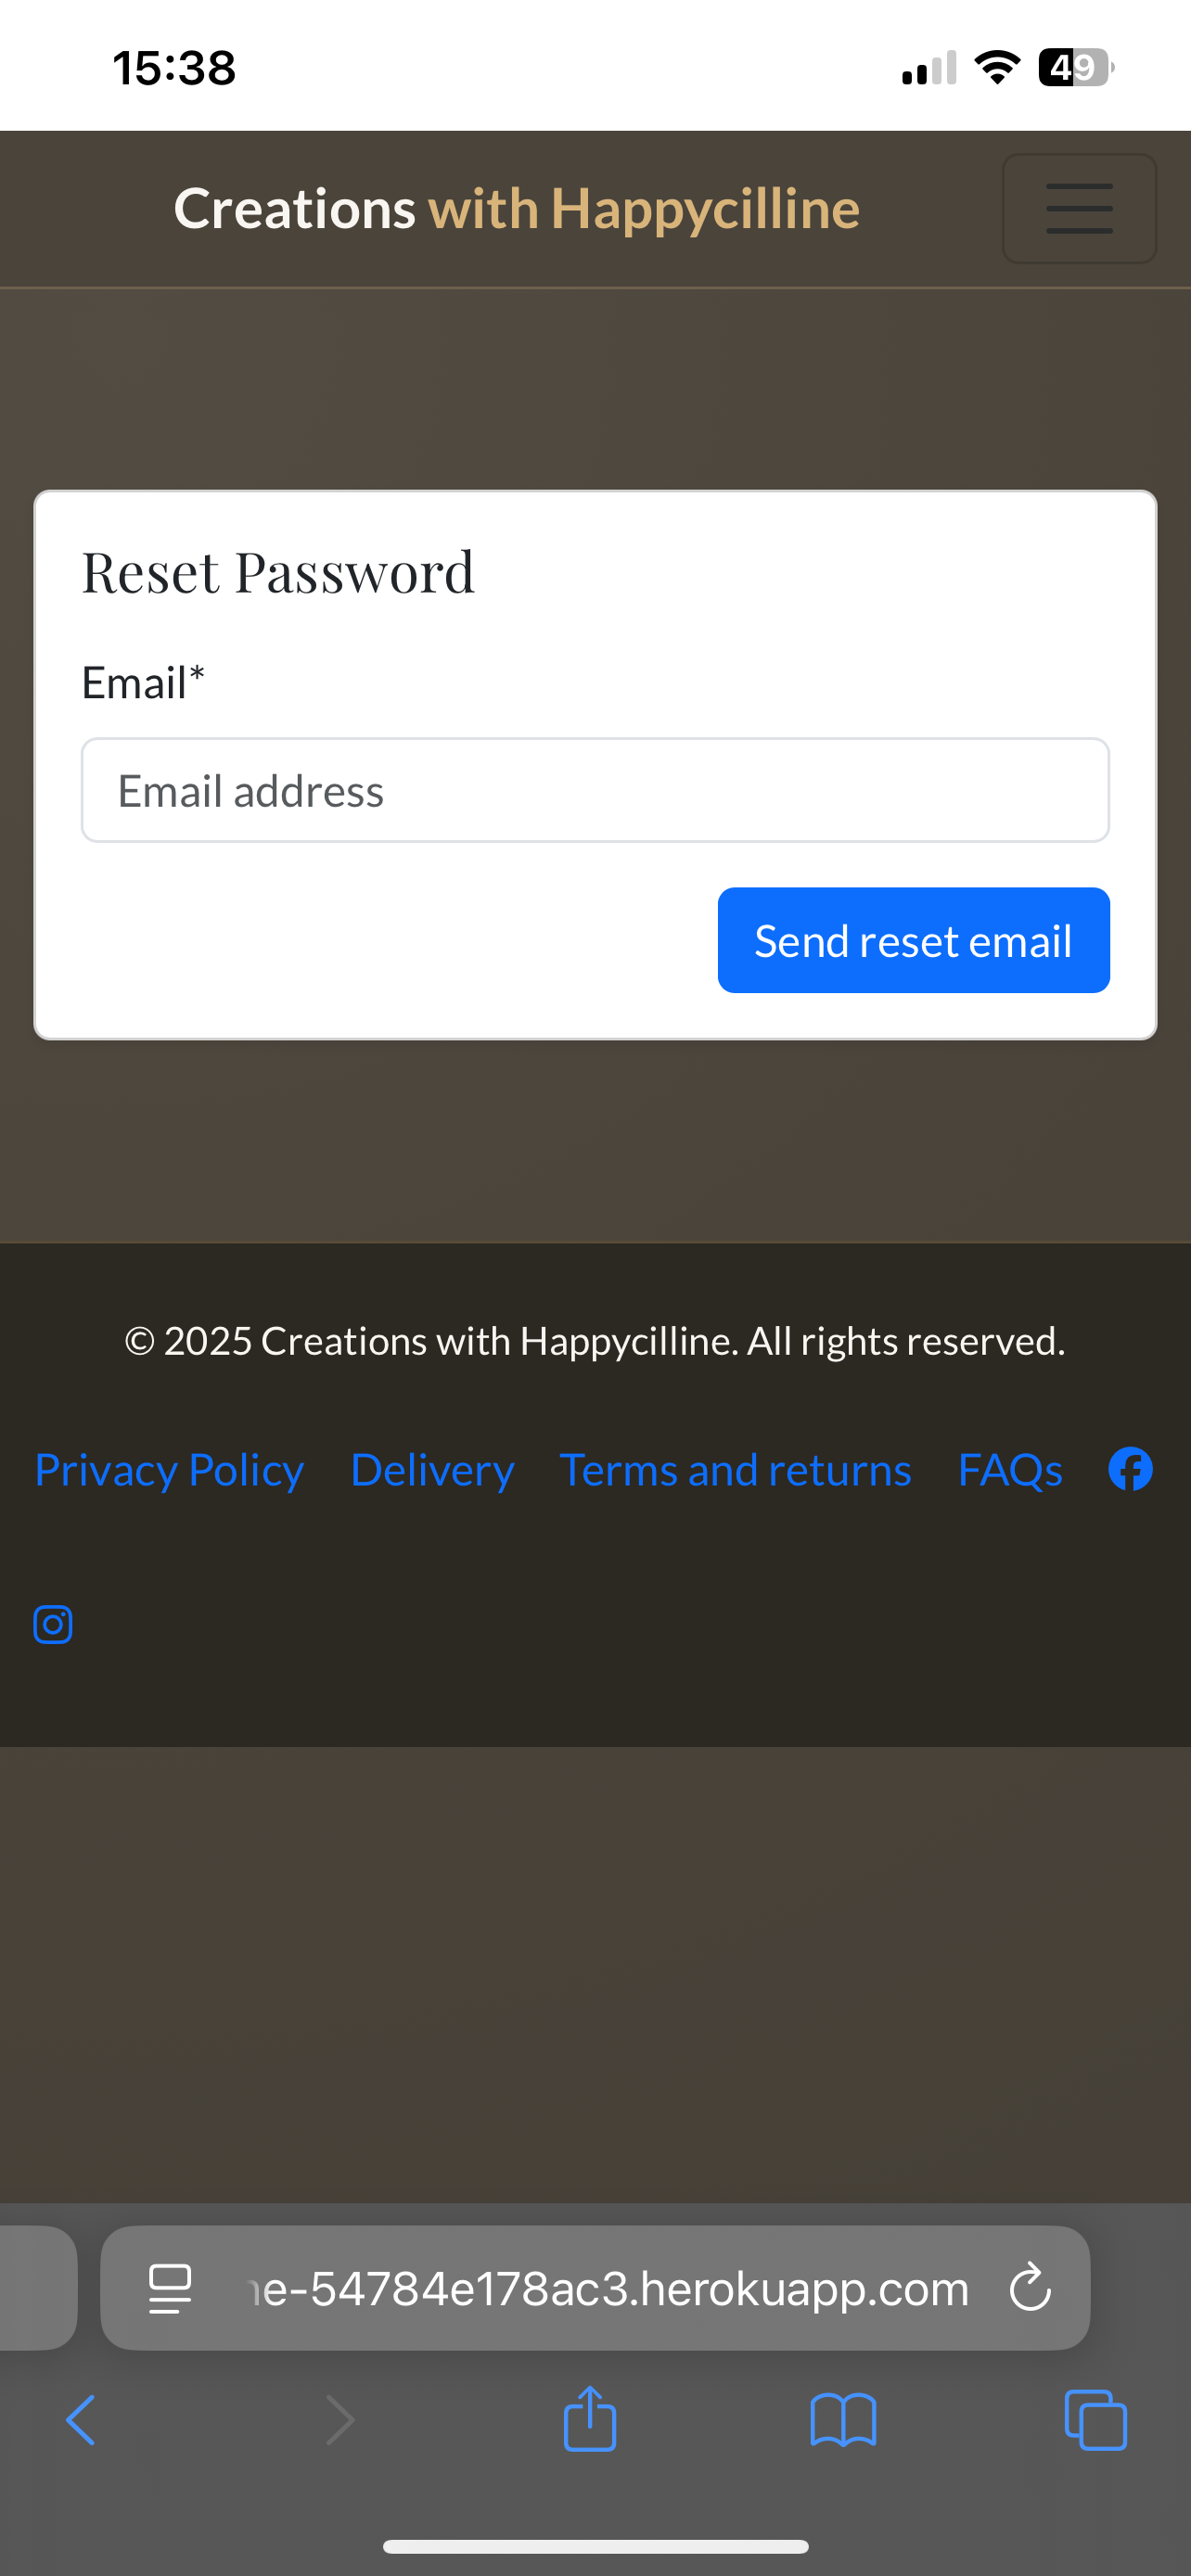 15:38
49
Creations with Happycilline
Reset Password
Email*
Email address
Send reset email
© 2025 Creations with Happycilline. All rights reserved.
Privacy Policy Delivery Terms and returns FAQs
e-54784e178ac3.herokuapp.com